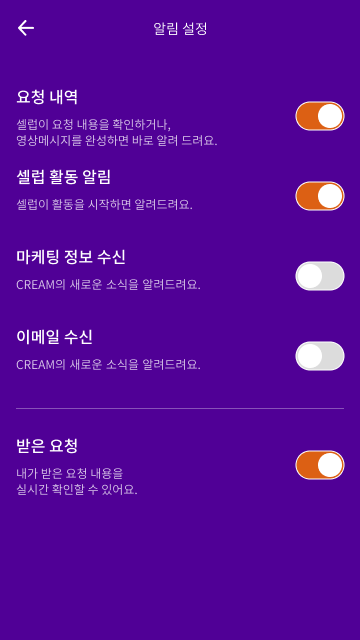 알림 설정
요청 내역
셀럽이 요청 내용을 확인하거나,
영상메시지를 완성하면 바로 알려 드려요.
셀럽 활동 알림
셀럽이 활동을 시작하면 알려드려요.
마케팅 정보 수신
CREAM의 새로운 소식을 알려드려요.
이메일 수신
CREAM의 새로운 소식을 알려드려요.
받은 요청
내가 받은 요청 내용을
실시간 확인할 수 있어요.